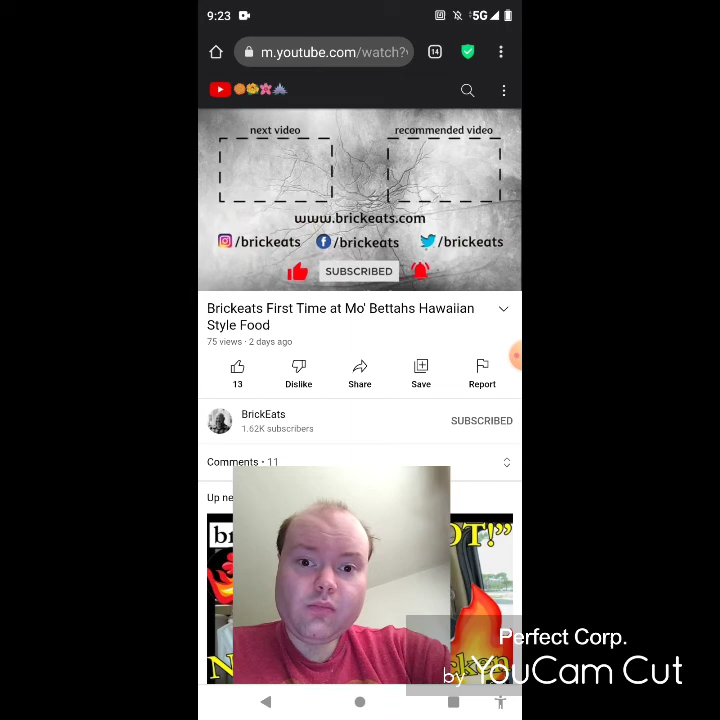 9:23
5G
m.youtube.com/watch?v
14
next video
recommended video
www.brickeats.com
/brickeats
/brickeats
/brickeats
SUBSCRIBED
Brickeats First Time at Mo' Bettahs Hawaiian
Style Food
75 views · 2 days ago
13
Dislike
Share
Save
Report
BrickEats
1.62K subscribers
SUBSCRIBED
Comments • 11
Up ne
Perfect Corp.
by YouCam Cut